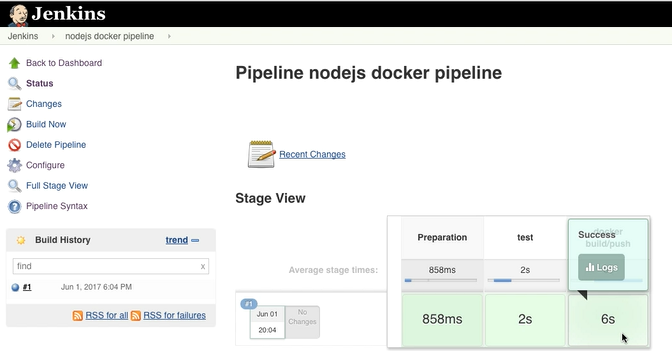 Jenkins
Jenkins
nodejs docker pipeline
Back to Dashboard
Status
Changes
Build Now
Delete Pipeline
Configure
Full Stage View
Pipeline Syntax
Build History
trend
find
x
#1
Jun 1, 2017 6:04 PM
RSS for all
RSS for failures
Pipeline nodejs docker pipeline
Recent Changes
Stage View
Preparation
test
docker
build/push
Success
Logs
Average stage times:
858ms
2s
#1
Jun 01
20:04
No
Changes
858ms
2s
6s